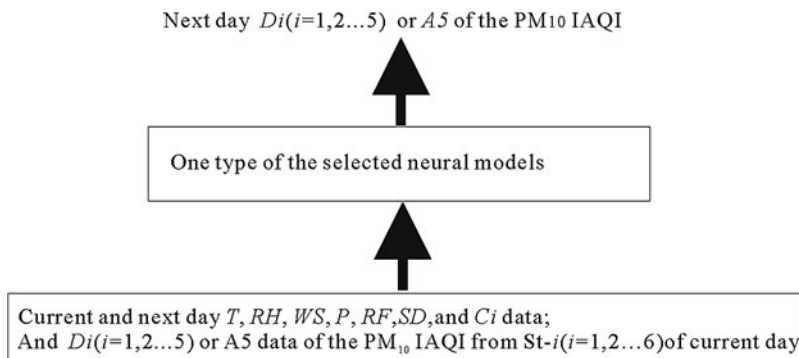 Next day Di(i=1,2...5) or A5 of the PM10 IAQI
One type of the selected neural models
Current and next day T, RH, WS, P, RF,SD,and Ci data;
And Di(i=1,2...5) or A5 data of the PM₁₀ IAQI from St-i(i=1,2...6)of current day